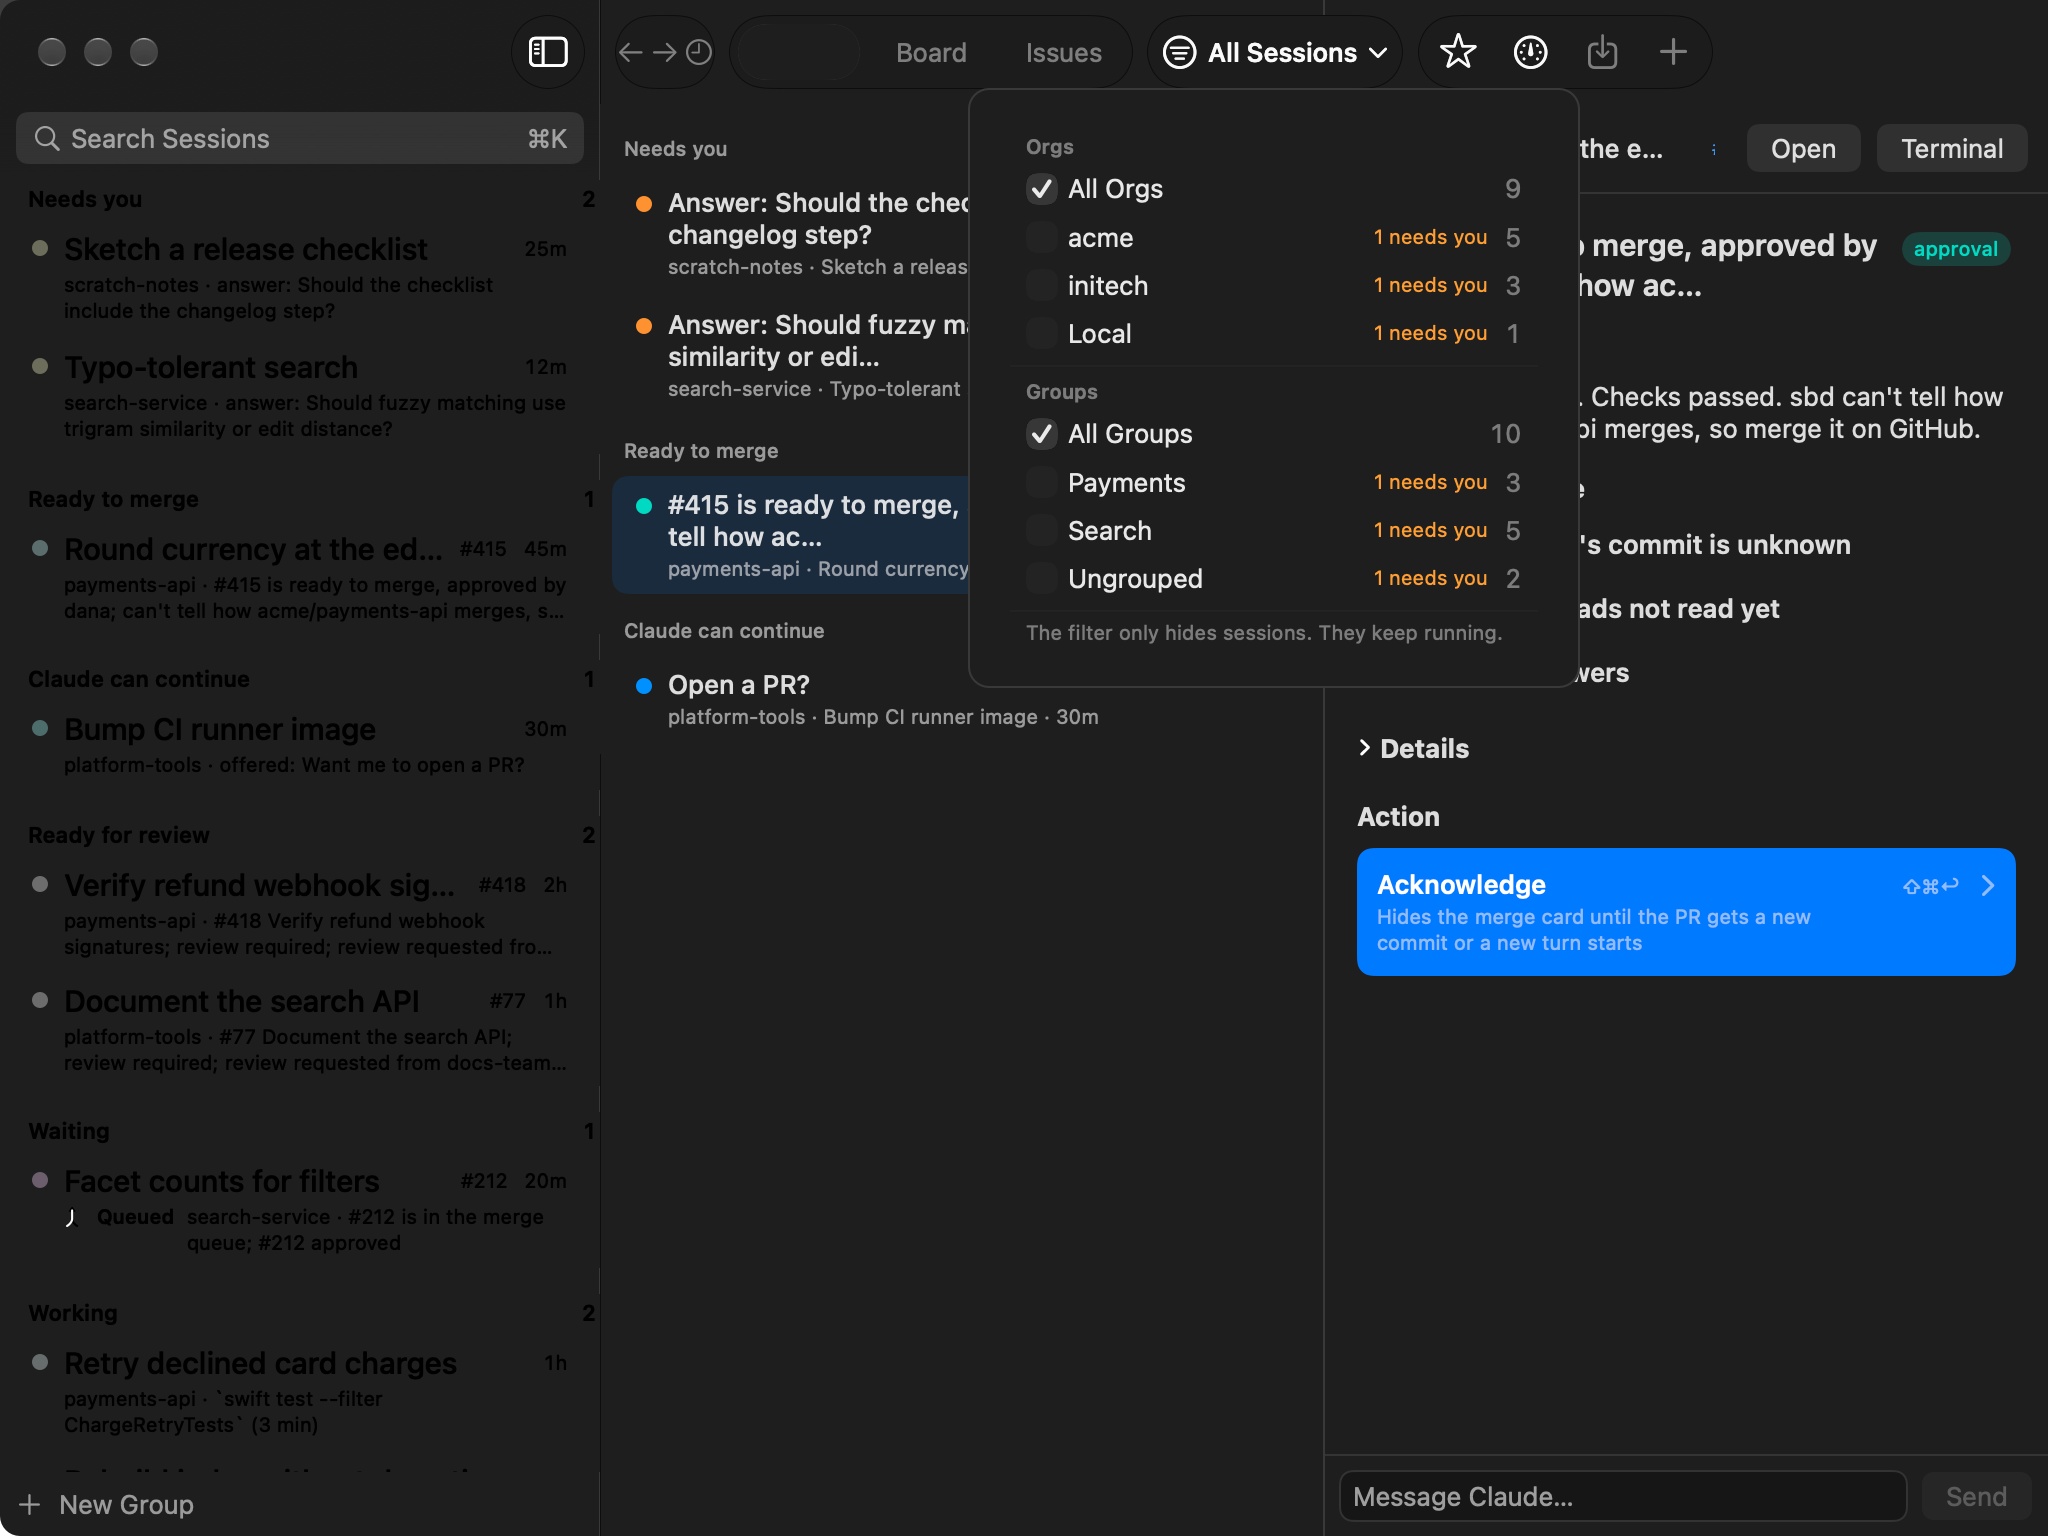 Board
Issues
All Sessions
Search Sessions
⌘K
Needs you
2
Sketch a release checklist
25m
scratch-notes · answer: Should the checklist
include the changelog step?
Typo-tolerant search
12m
search-service · answer: Should fuzzy matching use
trigram similarity or edit distance?
Ready to merge
1
Round currency at the ed...
#415
45m
payments-api · #415 is ready to merge, approved by
dana; can't tell how acme/payments-api merges, s...
Claude can continue
1
Bump CI runner image
30m
platform-tools · offered: Want me to open a PR?
Ready for review
2
Verify refund webhook sig...
#418
2h
payments-api · #418 Verify refund webhook
signatures; review required; review requested fro...
Document the search API
#77
1h
platform-tools · #77 Document the search API;
review required; review requested from docs-team...
Waiting
1
Facet counts for filters
#212
20m
Queued
search-service · #212 is in the merge
queue; #212 approved
Working
2
Retry declined card charges
1h
payments-api · `swift test --filter
ChargeRetryTests` (3 min)
New Group
Needs you
Answer: Should the chec
changelog step?
scratch-notes · Sketch a releas
Answer: Should fuzzy m
similarity or edi...
search-service · Typo-tolerant
Ready to merge
#415 is ready to merge,
tell how ac...
payments-api · Round currency
Claude can continue
Open a PR?
platform-tools · Bump CI runner image · 30m
Orgs
All Orgs
9
acme
1 needs you
5
initech
1 needs you
3
Local
1 needs you
1
Groups
All Groups
10
Payments
1 needs you
3
Search
1 needs you
5
Ungrouped
1 needs you
2
The filter only hides sessions. They keep running.
the e...
Open
Terminal
merge, approved by
how ac...
approval
. Checks passed. sbd can't tell how
pi merges, so merge it on GitHub.
's commit is unknown
ads not read yet
wers
Details
Action
Acknowledge
⇧⌘↩
Hides the merge card until the PR gets a new
commit or a new turn starts
Message Claude...
Send